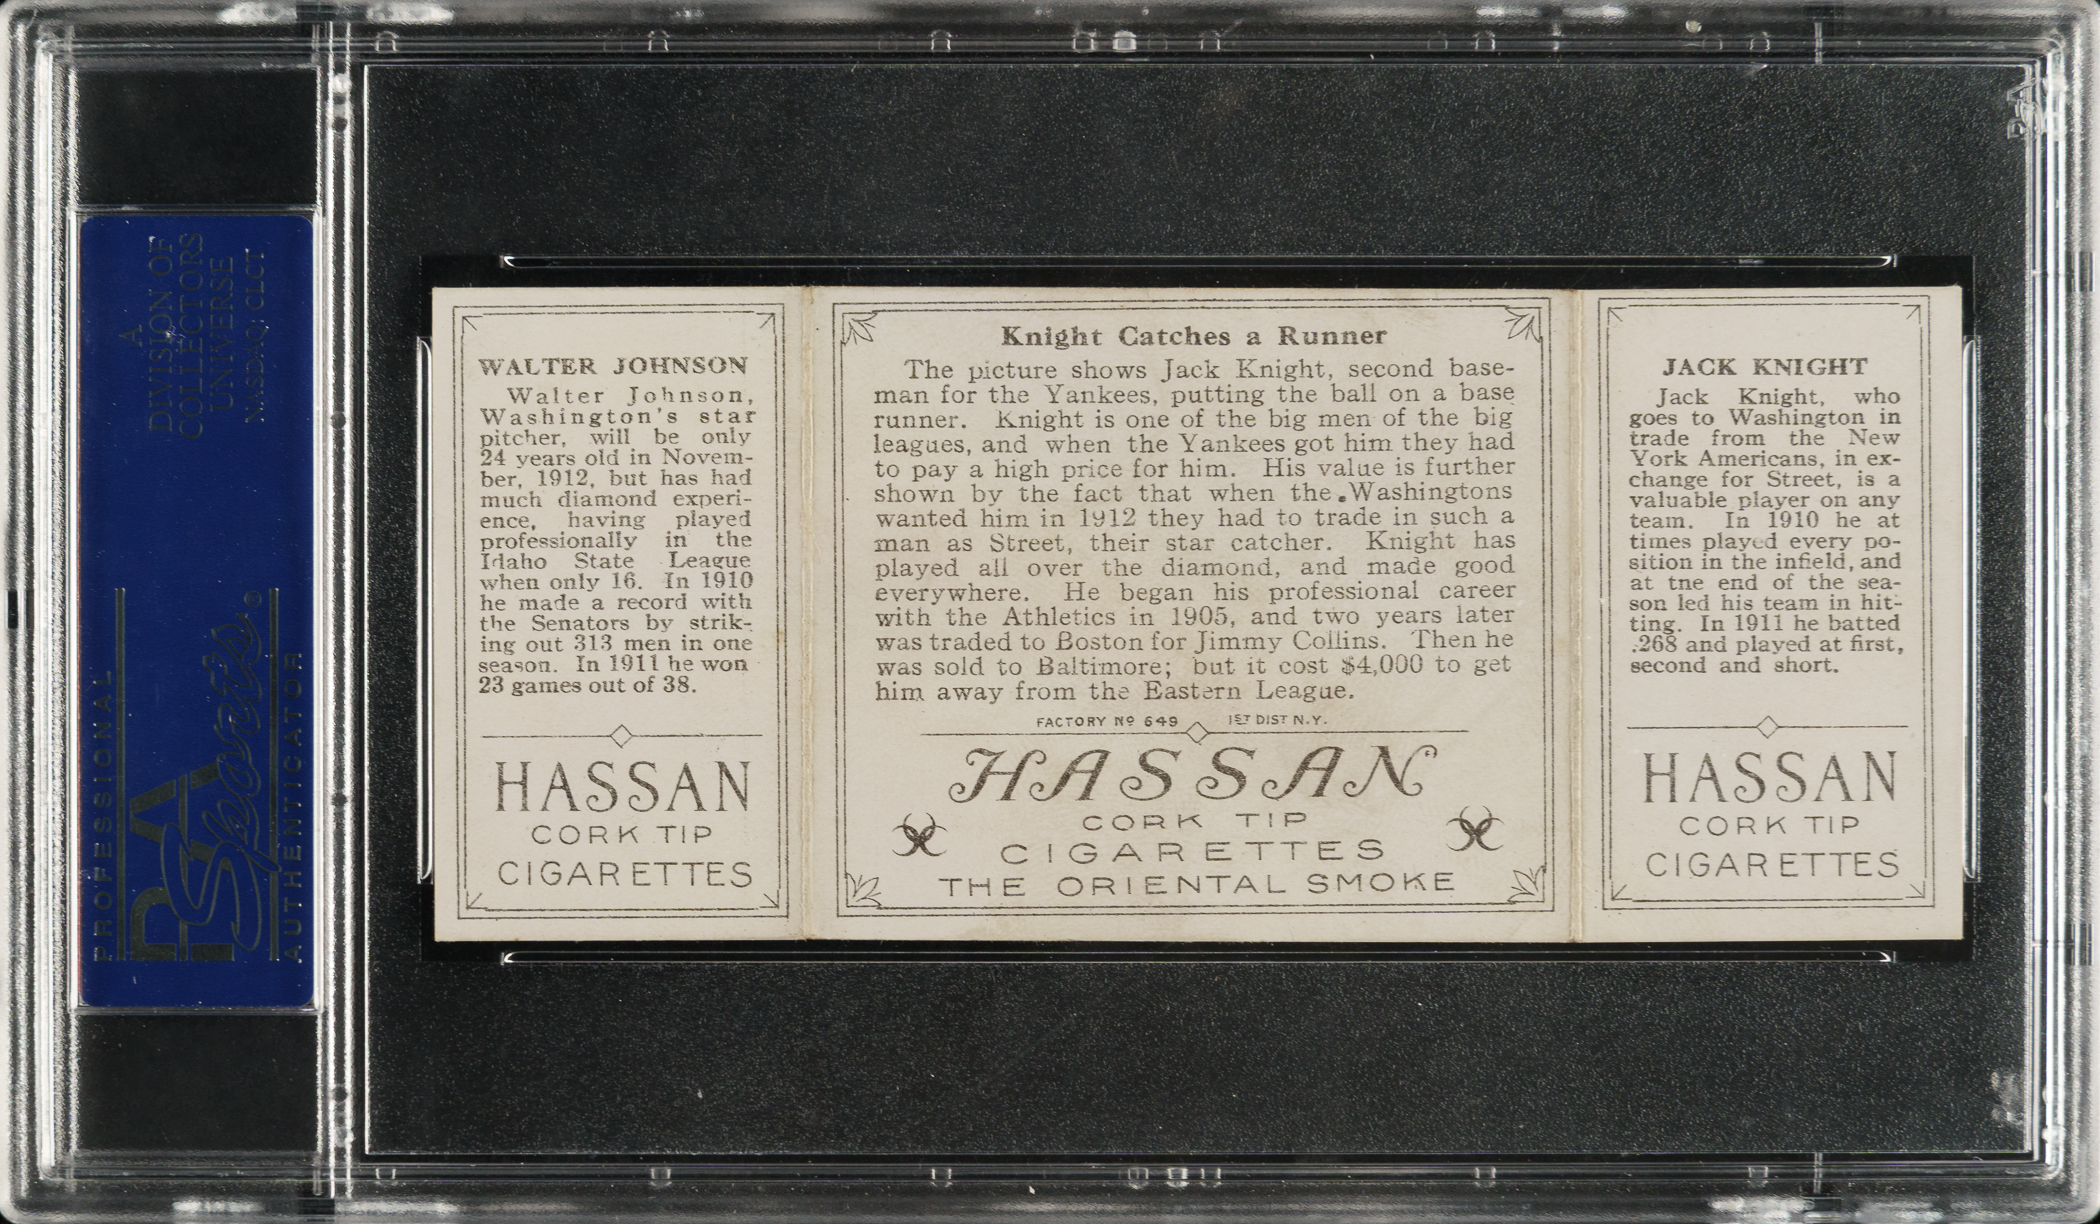 A
DIVISION OF
COLLECTORS
UNIVERSE
NASDAQ: CLCT
PROFESSIONAL
PSA
Sports®
AUTHENTICATOR
WALTER JOHNSON
Walter Johnson,
Washington's star
pitcher, will be only
24 years old in Novem-
ber, 1912, but has had
much diamond experi-
ence, having played
professionally in the
Idaho State League
when only 16. In 1910
he made a record with
the Senators by strik-
ing out 313 men in one
season. In 1911 he won
23 games out of 38.
HASSAN
CORK TIP
CIGARETTES
Knight Catches a Runner
The picture shows Jack Knight, second base-
man for the Yankees, putting the ball on a base
runner. Knight is one of the big men of the big
leagues, and when the Yankees got him they had
to pay a high price for him. His value is further
shown by the fact that when the Washingtons
wanted him in 1912 they had to trade in such a
man as Street, their star catcher. Knight has
played all over the diamond, and made good
everywhere. He began his professional career
with the Athletics in 1905, and two years later
was traded to Boston for Jimmy Collins. Then he
was sold to Baltimore; but it cost $4,000 to get
him away from the Eastern League.
FACTORY Nº 649 1ST DIST N.Y.
HASSAN
CORK TIP
CIGARETTES
THE ORIENTAL SMOKE
JACK KNIGHT
Jack Knight, who
goes to Washington in
trade from the New
York Americans, in ex-
change for Street, is a
valuable player on any
team. In 1910 he at
times played every po-
sition in the infield, and
at tne end of the sea-
son led his team in hit-
ting. In 1911 he batted
.268 and played at first,
second and short.
HASSAN
CORK TIP
CIGARETTES